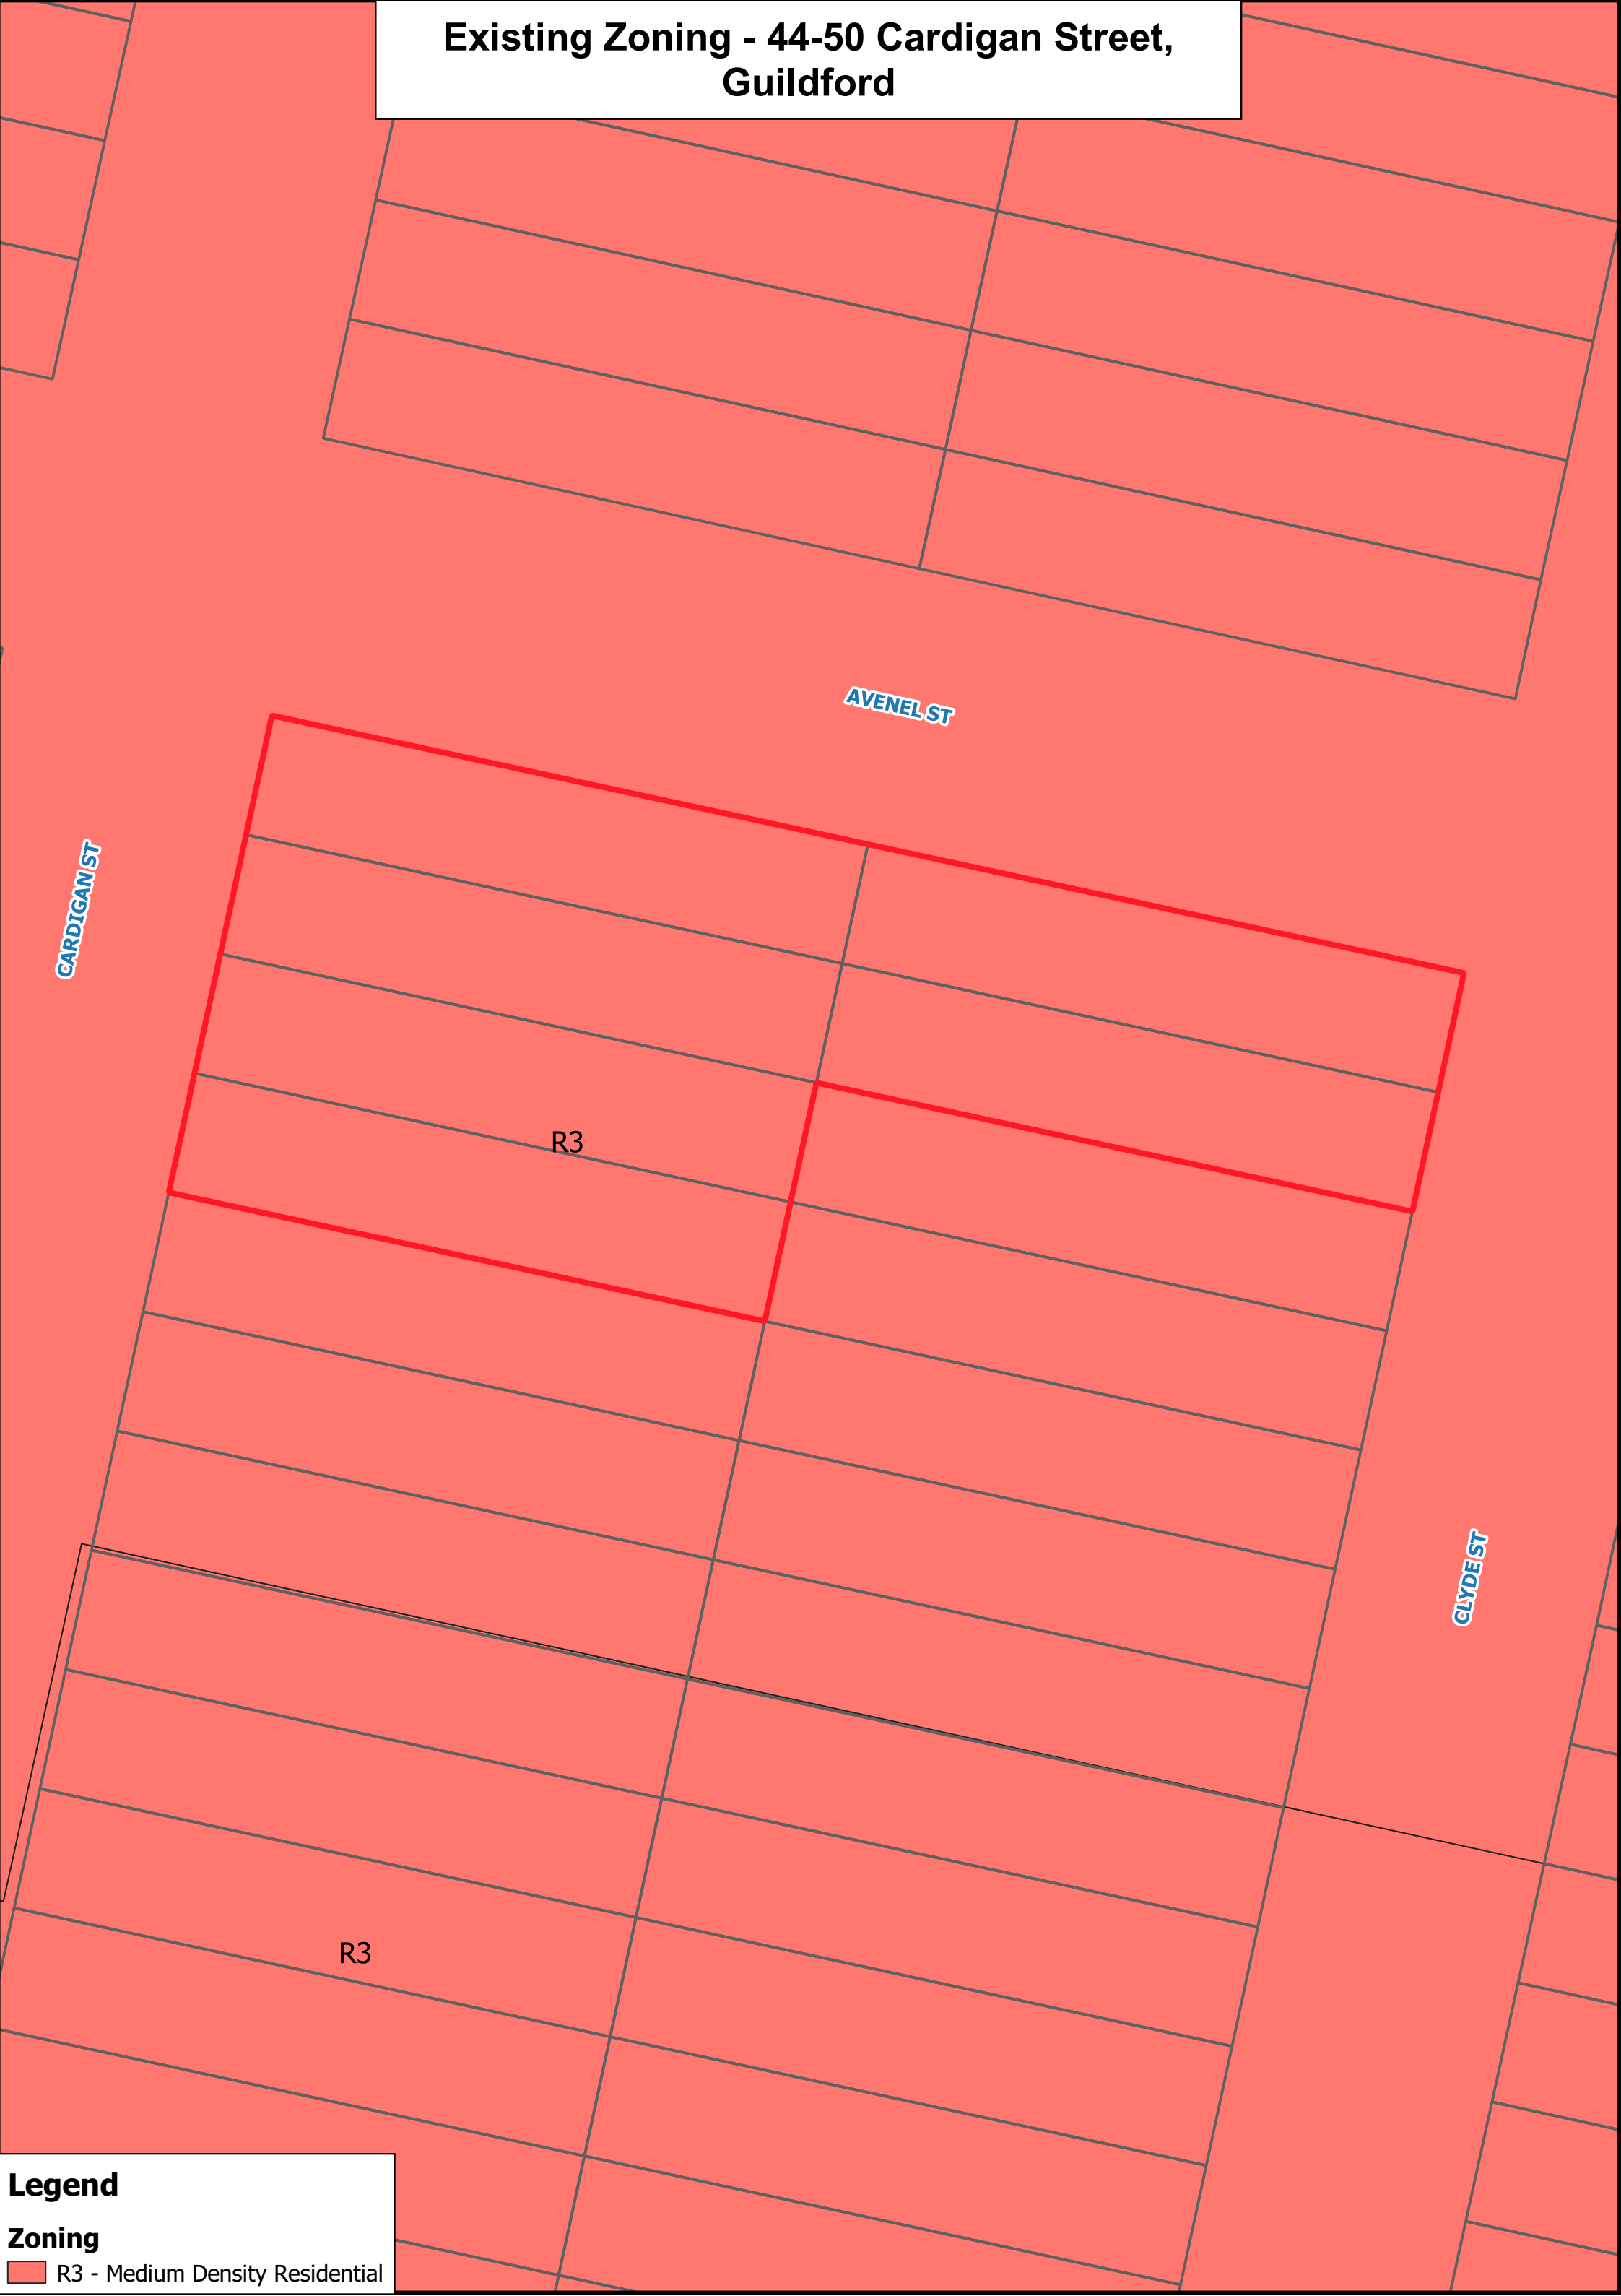 Existing Zoning - 44-50 Cardigan Street,
Guildford
AVENEL ST
CARDIGAN ST
R3
CLYDE ST
R3
Legend
Zoning
R3 - Medium Density Residential